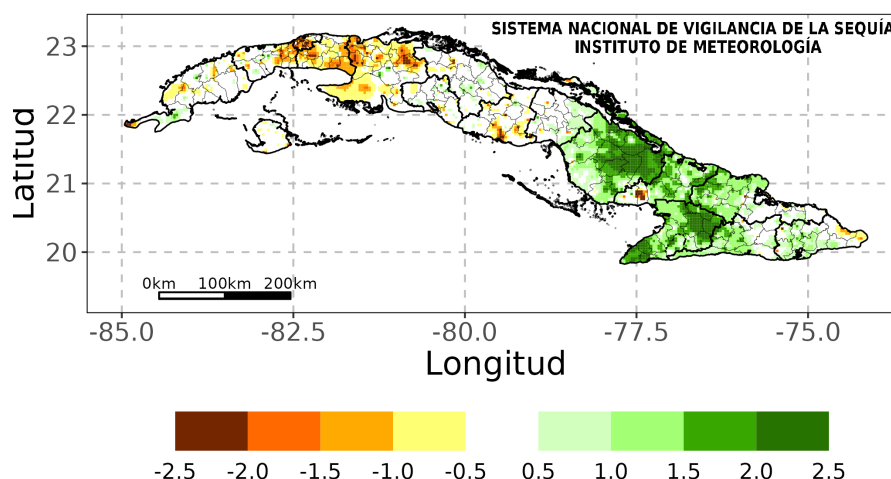 SISTEMA NACIONAL DE VIGILANCIA DE LA SEQUÍA
INSTITUTO DE METEOROLOGÍA
23
22
21
20
Latitud
0km 100km 200km
-85.0 -82.5 -80.0 -77.5 -75.0
Longitud
-2.5 -2.0 -1.5 -1.0 -0.5 0.5 1.0 1.5 2.0 2.5